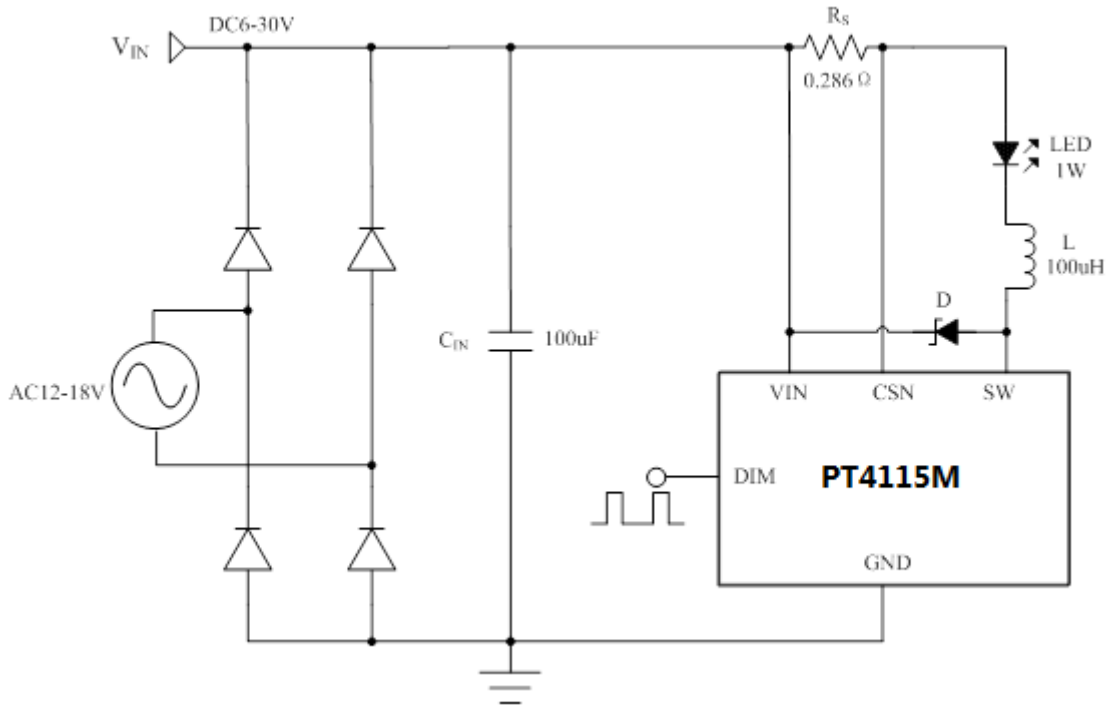 DC6-30V
VIN
RS
0.286 Ω
LED
1W
L
100uH
D
CIN
100uF
AC12-18V
VIN
CSN
SW
DIM
PT4115M
GND